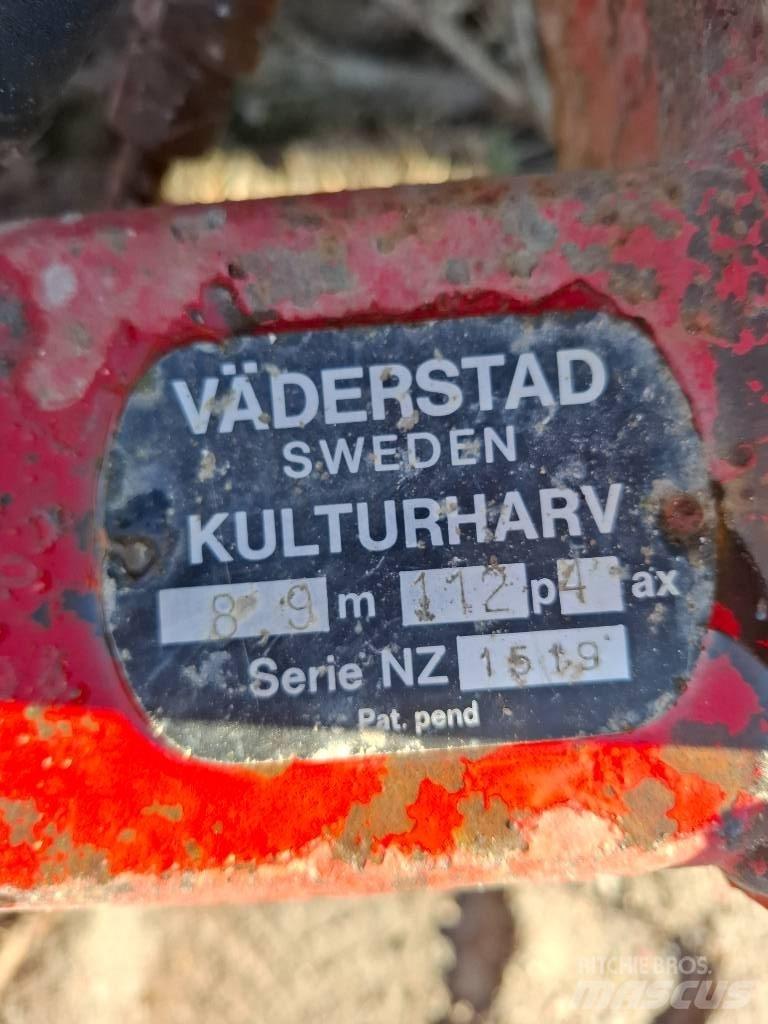 VÄDERSTAD
SWEDEN
KULTURHARV
8,9 m 112 p 4 ax
Serie NZ 1519
Pat. pend
RITCHIE BROS.
MASCUS